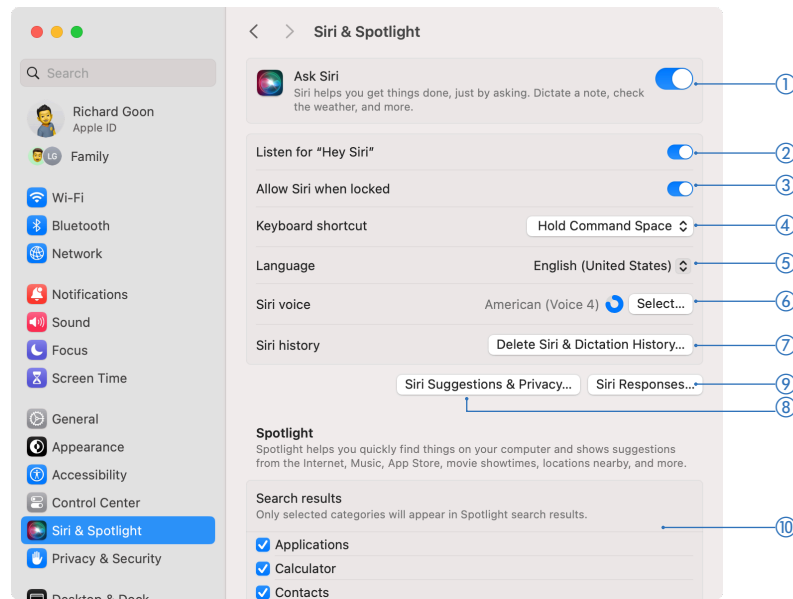 Search
Richard Goon
Apple ID
LG
Family
Wi-Fi
Bluetooth
Network
Notifications
Sound
Focus
Screen Time
General
Appearance
Accessibility
Control Center
Siri & Spotlight
Privacy & Security
Desktop & Dock
Siri & Spotlight
Ask Siri
Siri helps you get things done, just by asking. Dictate a note, check
the weather, and more.
①
Listen for “Hey Siri”
②
Allow Siri when locked
③
Keyboard shortcut Hold Command Space
④
Language English (United States)
⑤
Siri voice American (Voice 4) Select...
⑥
Siri history Delete Siri & Dictation History...
⑦
Siri Suggestions & Privacy... Siri Responses...
⑨
⑧
Spotlight
Spotlight helps you quickly find things on your computer and shows suggestions
from the Internet, Music, App Store, movie showtimes, locations nearby, and more.
Search results
Only selected categories will appear in Spotlight search results.
⑩
Applications
Calculator
Contacts